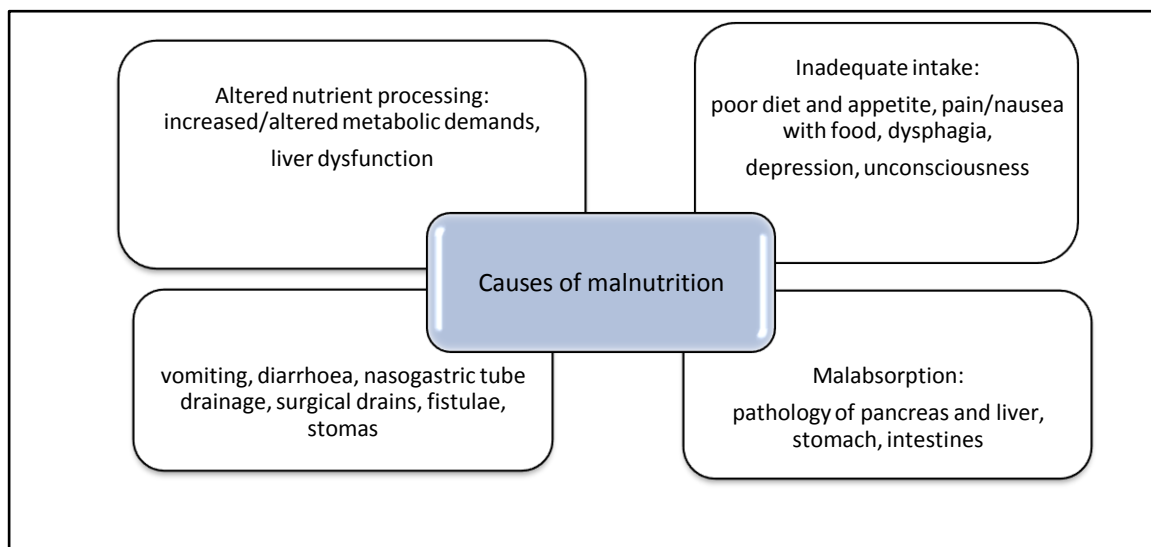 Altered nutrient processing:
increased/altered metabolic demands,
liver dysfunction
Inadequate intake:
poor diet and appetite, pain/nausea
with food, dysphagia,
depression, unconsciousness
Causes of malnutrition
vomiting, diarrhoea, nasogastric tube
drainage, surgical drains, fistulae,
stomas
Malabsorption:
pathology of pancreas and liver,
stomach, intestines